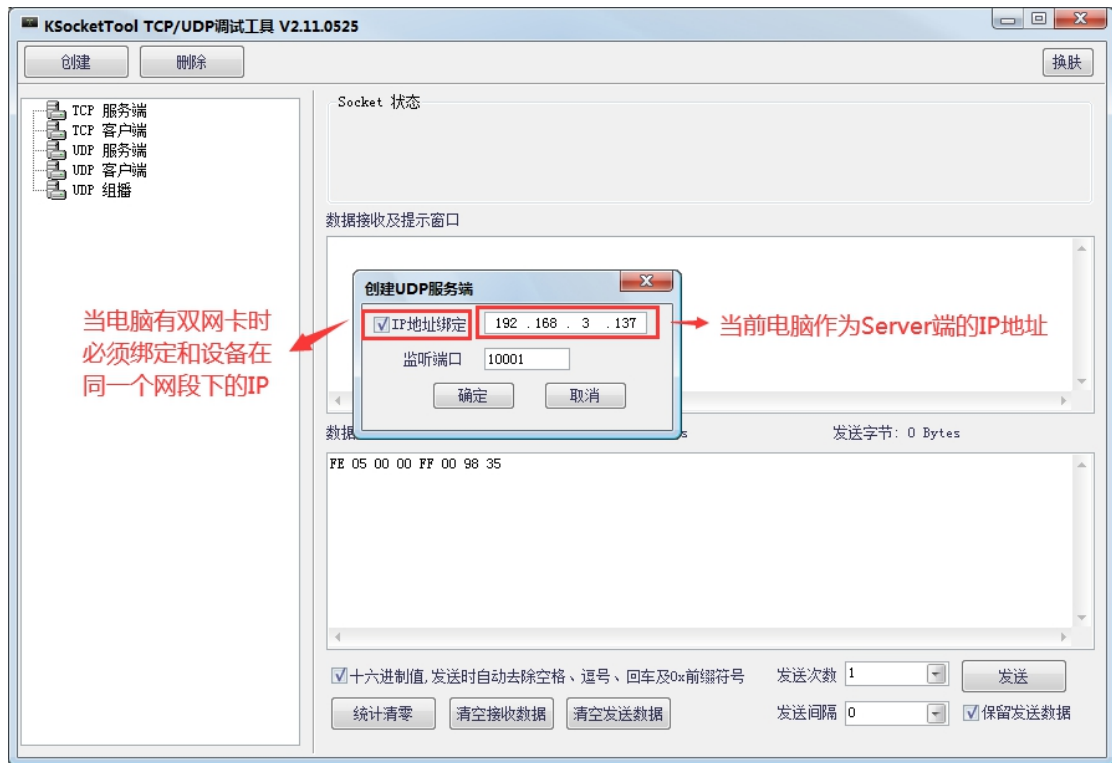 KSocketTool TCP/UDP调试工具 V2.11.0525
创建
删除
换肤
TCP 服务端
TCP 客户端
UDP 服务端
UDP 客户端
UDP 组播
Socket 状态
数据接收及提示窗口
创建UDP服务端
IP地址绑定
192 . 168 . 3 . 137
监听端口
10001
确定
取消
当电脑有双网卡时
必须绑定和设备在
同一个网段下的IP
当前电脑作为Server端的IP地址
数据
s
发送字节: 0 Bytes
FE 05 00 00 FF 00 98 35
十六进制值,发送时自动去除空格、逗号、回车及0x前缀符号
发送次数
1
发送
统计清零
清空接收数据
清空发送数据
发送间隔
0
保留发送数据